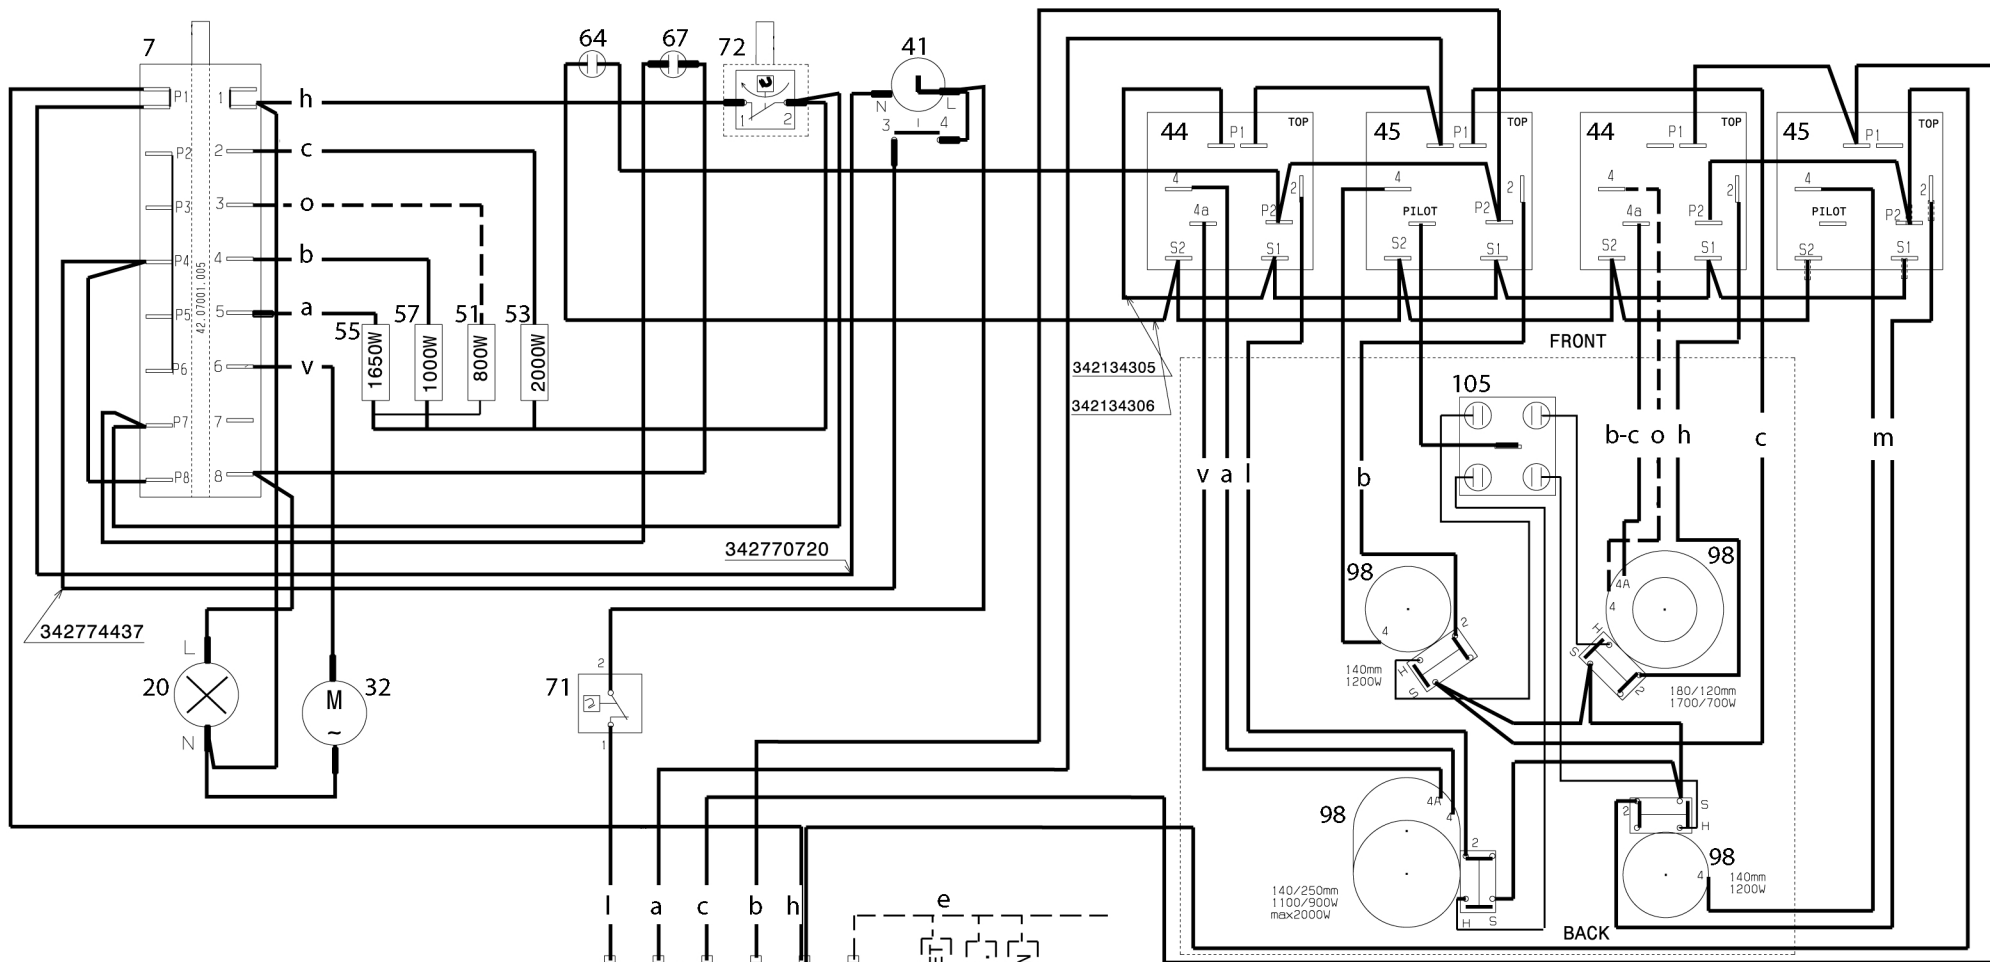 7
64
67
72
41
P1
1
h
P2
2
c
P3
3
o
P4
4
b
P5
5
a
P6
6
v
P7
7
P8
8
42.07001.005
1
2
N
L
3
4
55
57
51
53
1650W
1000W
800W
2000W
44
P1
TOP
4
4a
2
P2
S2
S1
45
P1
TOP
4
PILOT
2
P2
S2
S1
44
P1
TOP
4
4a
2
P2
S2
S1
45
P1
TOP
4
PILOT
2
P2
S2
S1
FRONT
342134305
342134306
105
v a l
b
b-c o h
c
m
342770720
342774437
L
20
N
M
~
32
71
2
1
98
4
2
H
S
140mm
1200W
98
4A
4
H
S
2
180/120mm
1700/700W
98
4A
4
2
H
S
140/250mm
1100/900W
max2000W
98
4
2
S
H
140mm
1200W
BACK
l a c b h
e
ET
N